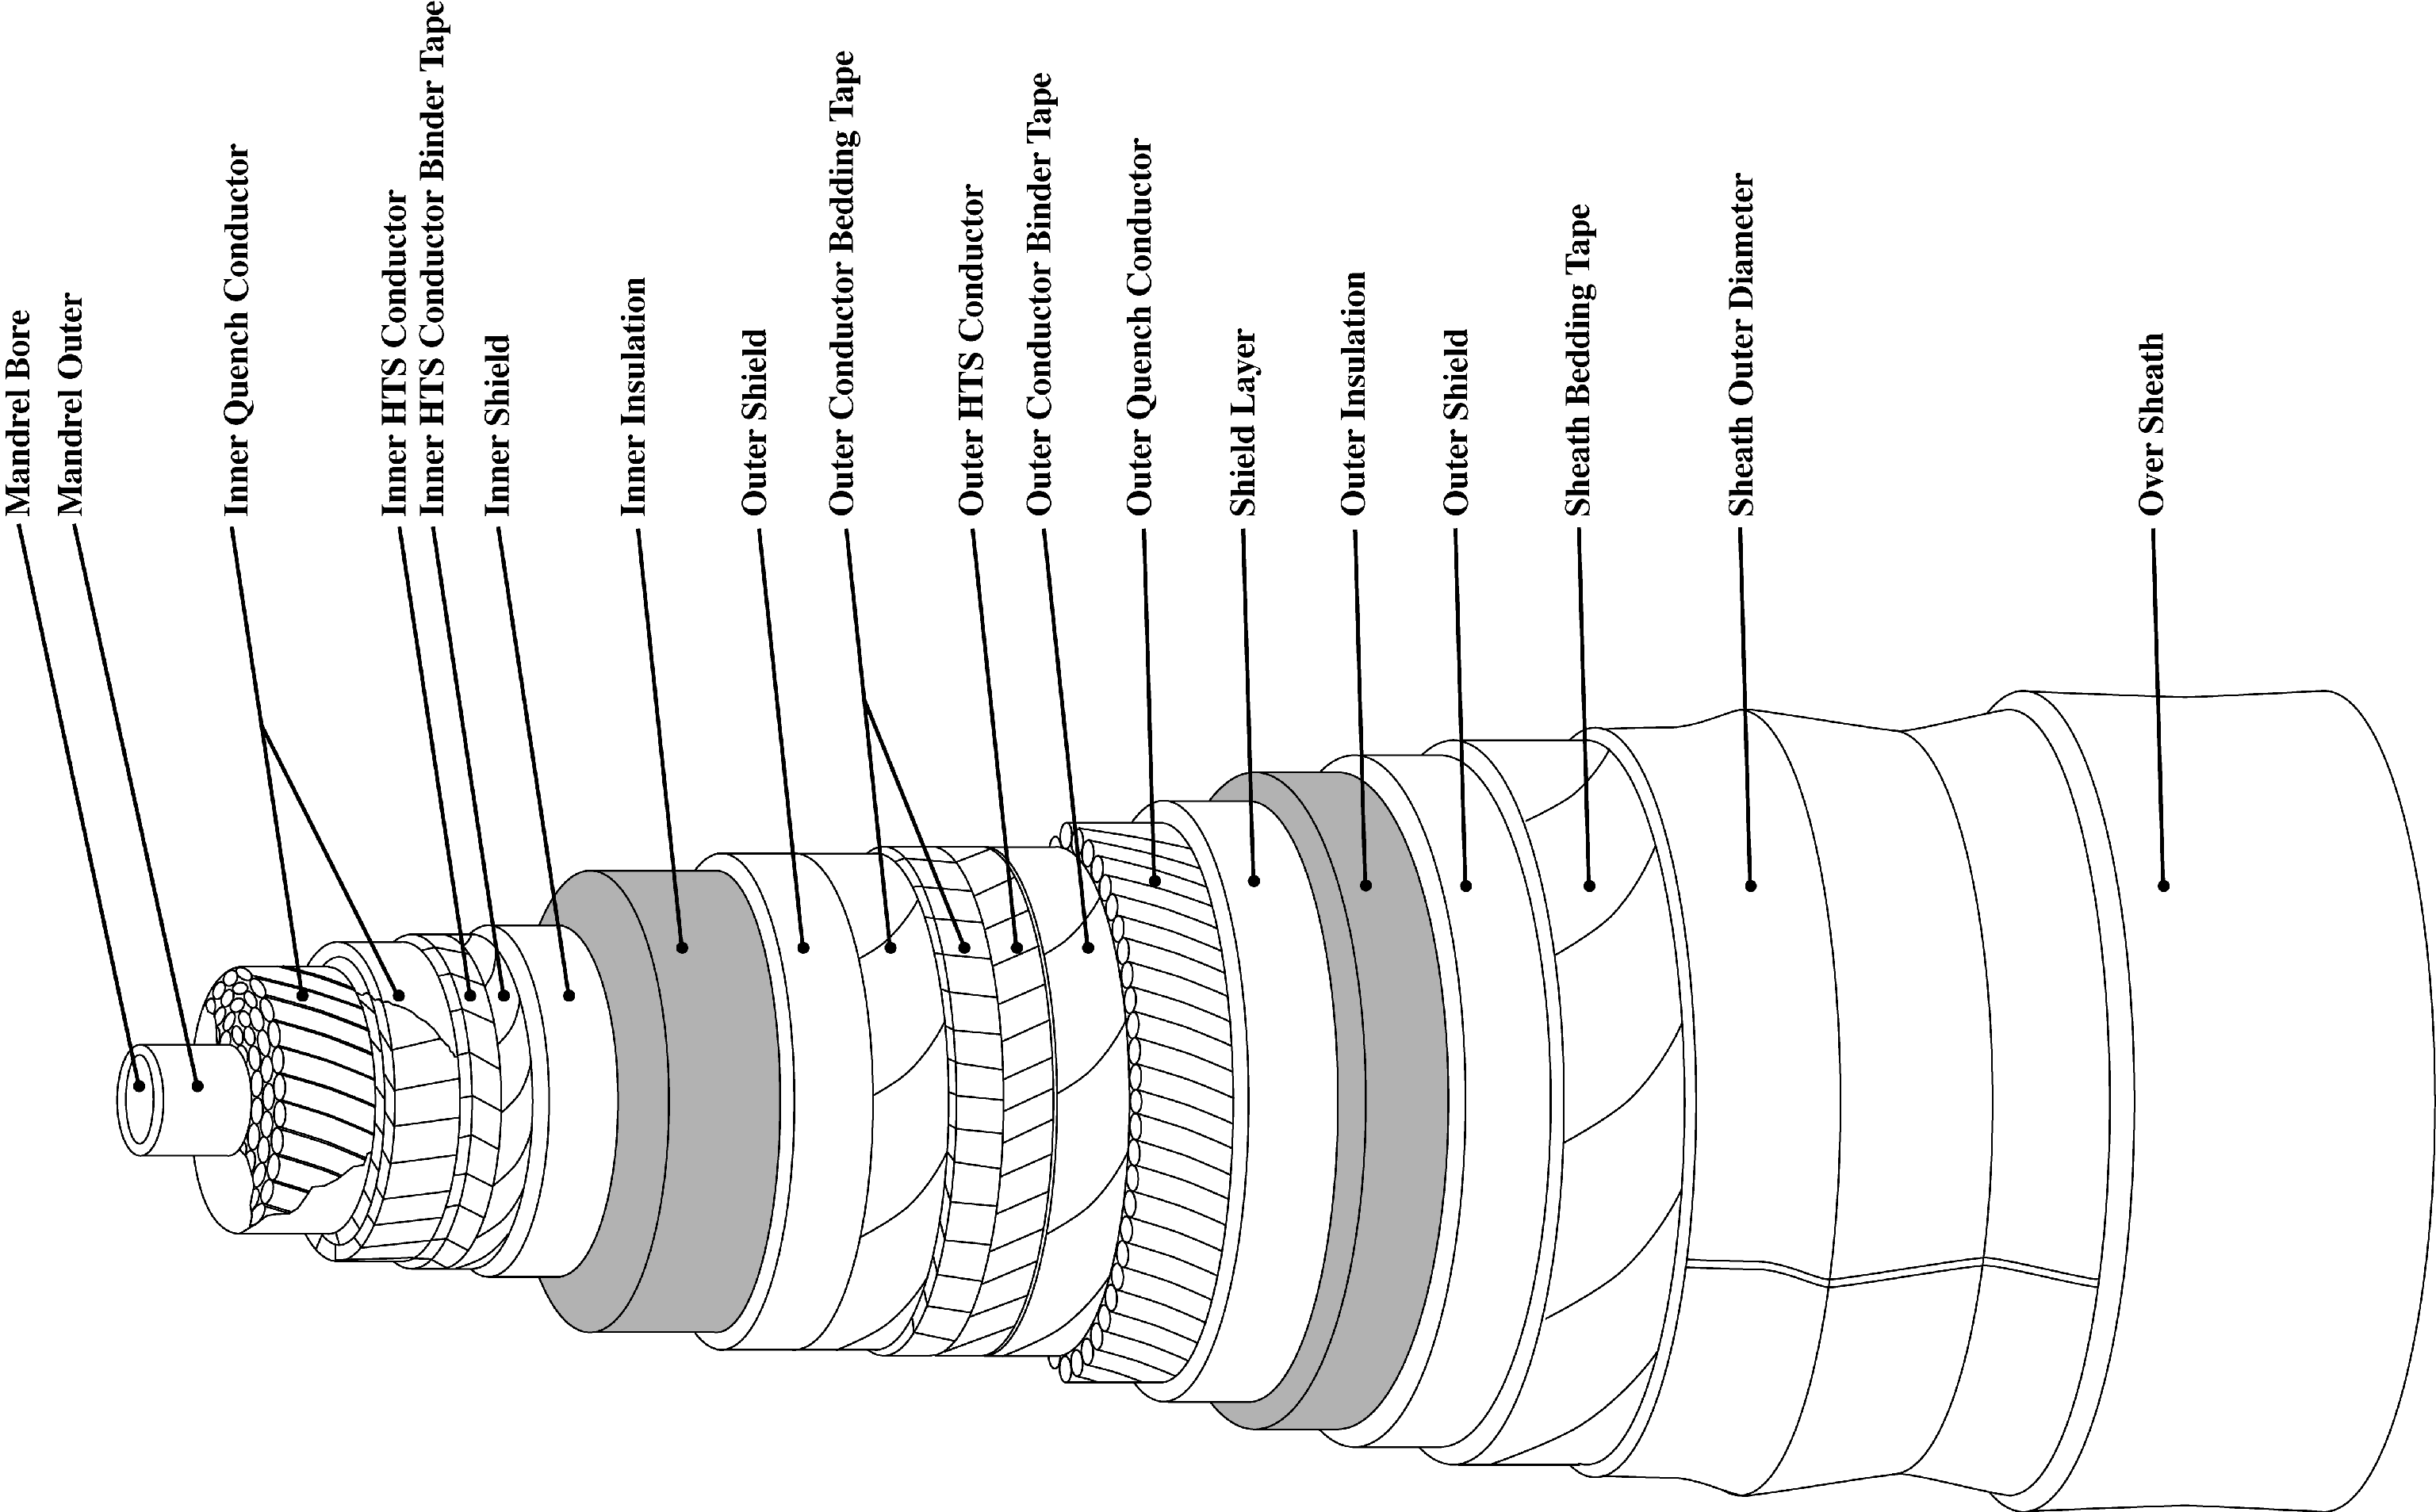 Mandrel Bore
Mandrel Outer
Inner Quench Conductor
Inner HTS Conductor
Inner HTS Conductor Binder Tape
Inner Shield
Inner Insulation
Outer Shield
Outer Conductor Bedding Tape
Outer HTS Conductor
Outer Conductor Binder Tape
Outer Quench Conductor
Shield Layer
Outer Insulation
Outer Shield
Sheath Bedding Tape
Sheath Outer Diameter
Over Sheath